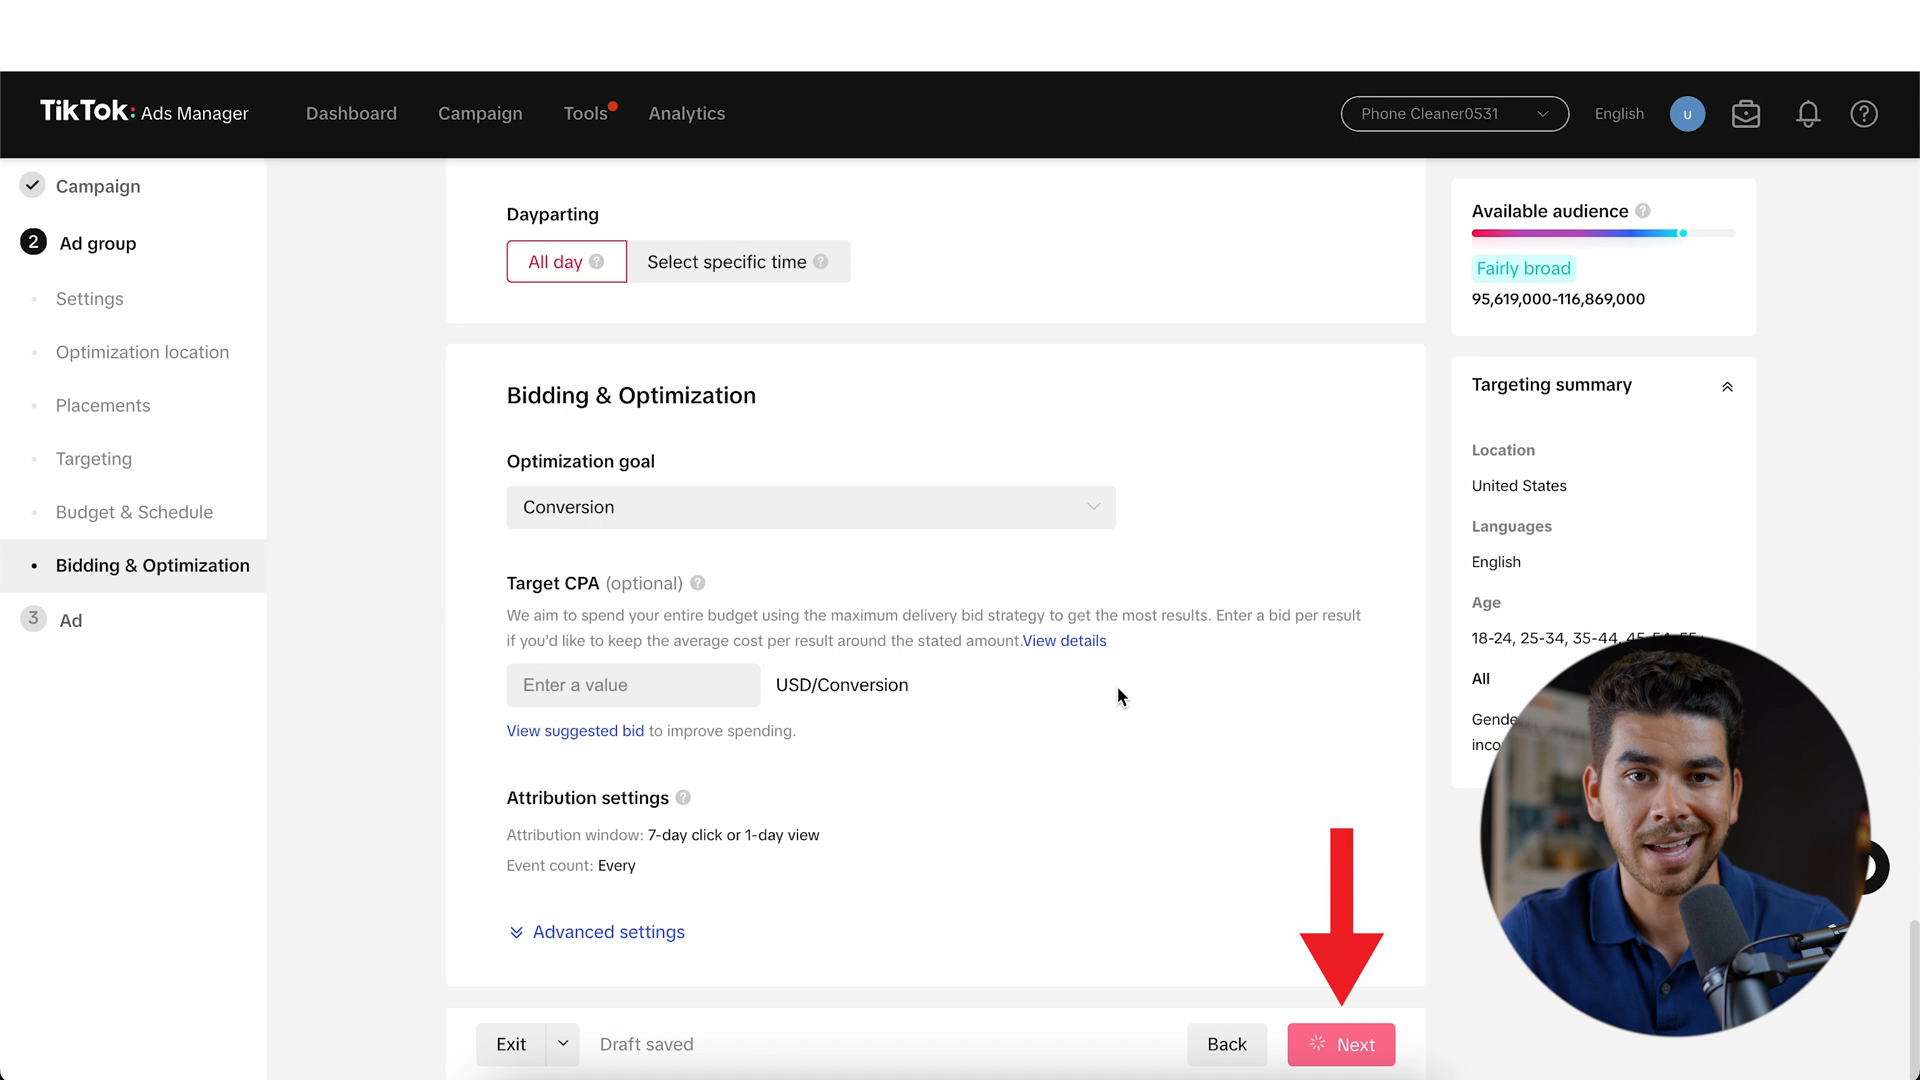 TikTok: Ads Manager
Dashboard
Campaign
Tools
Analytics
Phone Cleaner0531
English
U
Campaign
2 Ad group
Settings
Optimization location
Placements
Targeting
Budget & Schedule
Bidding & Optimization
3 Ad
Dayparting
All day ?
Select specific time ?
Bidding & Optimization
Optimization goal
Conversion
Target CPA (optional) ?
We aim to spend your entire budget using the maximum delivery bid strategy to get the most results. Enter a bid per result
if you'd like to keep the average cost per result around the stated amount.View details
Enter a value
USD/Conversion
View suggested bid to improve spending.
Attribution settings ?
Attribution window: 7-day click or 1-day view
Event count: Every
Advanced settings
Exit
Draft saved
Back
Next
Available audience ?
Fairly broad
95,619,000-116,869,000
Targeting summary
Location
United States
Languages
English
Age
18-24, 25-34, 35-44, 45-54, 55+
All